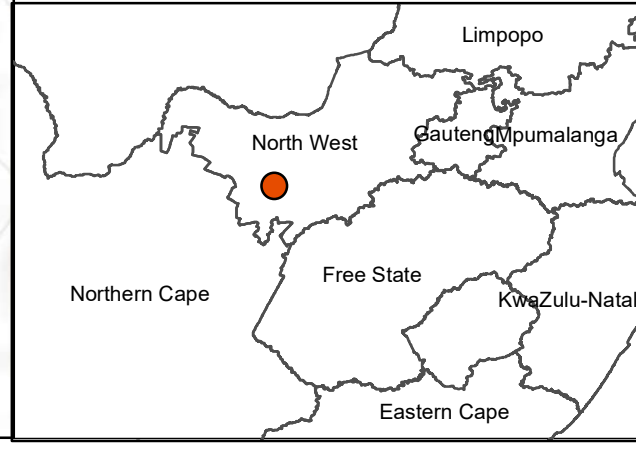 Limpopo
North West
Gauteng
Mpumalanga
Northern Cape
Free State
KwaZulu-Natal
Eastern Cape